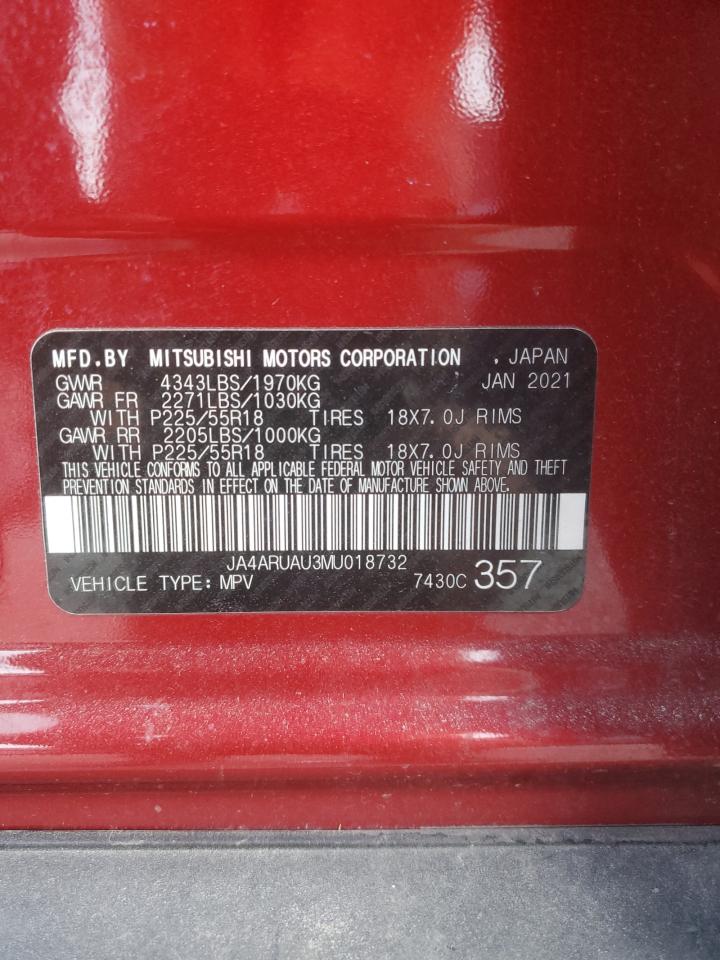 MFD.BY MITSUBISHI MOTORS CORPORATION , JAPAN
GVWR 4343LBS/1970KG JAN 2021
GAWR FR 2271LBS/1030KG
WITH P225/55R18 TIRES 18X7.0J RIMS
GAWR RR 2205LBS/1000KG
WITH P225/55R18 TIRES 18X7.0J RIMS
THIS VEHICLE CONFORMS TO ALL APPLICABLE FEDERAL MOTOR VEHICLE SAFETY AND THEFT
PREVENTION STANDARDS IN EFFECT ON THE DATE OF MANUFACTURE SHOWN ABOVE.
JA4ARUAU3MU018732
VEHICLE TYPE: MPV 7430C 357